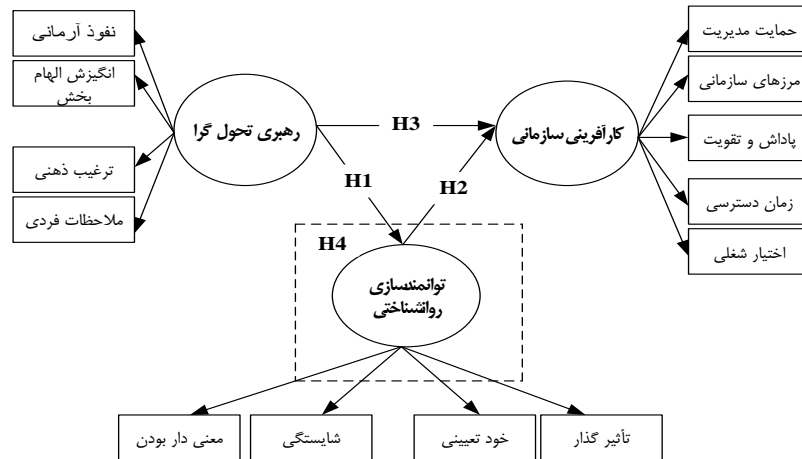 نفوذ آرمانی
انگیزش الهام
بخش
ترغیب ذهنی
ملاحظات فردی
رهبری تحول گرا
H3
H1
H2
کارآفرینی سازمانی
حمایت مدیریت
مرزهای سازمانی
پاداش و تقویت
زمان دسترسی
اختیار شغلی
H4
توانمندسازی
روانشناختی
معنی دار بودن
شایستگی
خود تعیینی
تأثیر گذار